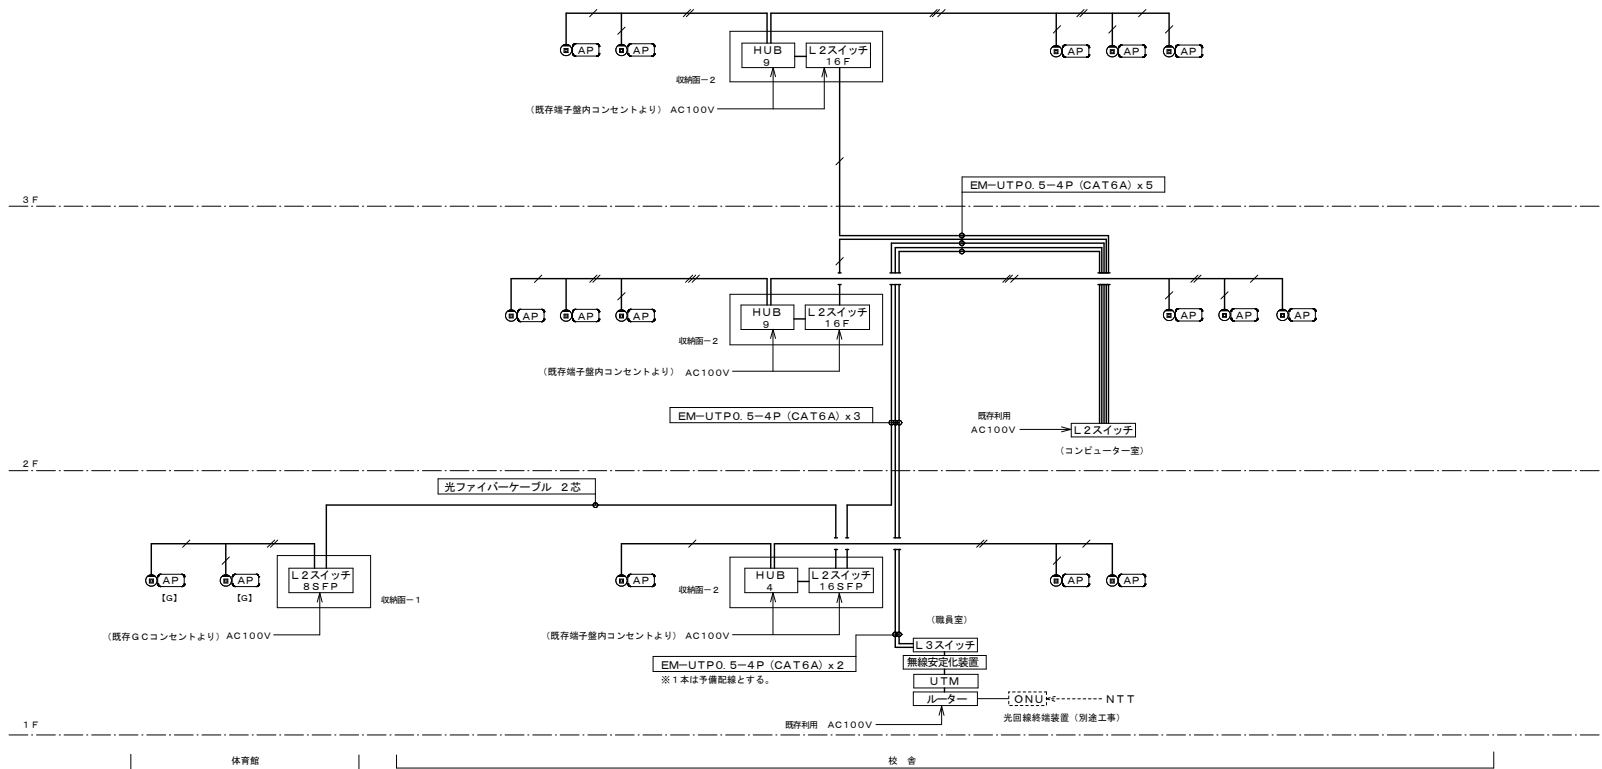 AP AP AP AP AP
HUB
9
L2スイッチ
16F
収納函-2
(既存端子盤内コンセントより) AC100V
EM-UTP0.5-4P (CAT6A) x5
3F
AP AP AP AP AP AP
HUB
9
L2スイッチ
16F
収納函-2
(既存端子盤内コンセントより) AC100V
EM-UTP0.5-4P (CAT6A) x3
既存利用
AC100V
L2スイッチ
(コンピューター室)
2F
光ファイバーケーブル 2芯
AP AP AP AP AP
【G】 【G】
L2スイッチ
8SFP
収納函-1
HUB
4
L2スイッチ
16SFP
収納函-2
(既存GCコンセントより) AC100V
(既存端子盤内コンセントより) AC100V
EM-UTP0.5-4P (CAT6A) x2
※1本は予備配線とする。
(職員室)
L3スイッチ
無線安定化装置
UTM
ルーター
ONU
NTT
光回線終端装置(別途工事)
既存利用 AC100V
1F
体育館
校舎